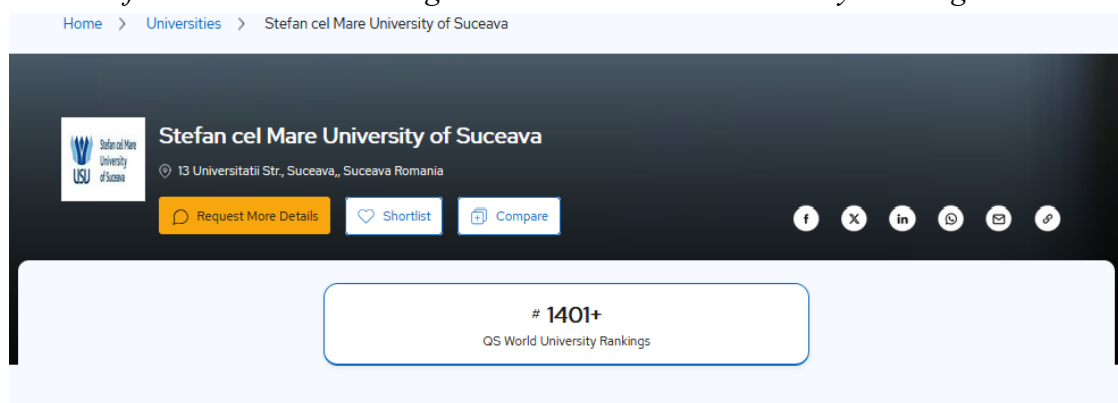 Home > Universities > Stefan cel Mare University of Suceava
Stefan cel Mare
University
of Suceava
USU
Stefan cel Mare University of Suceava
13 Universitatii Str., Suceava,, Suceava Romania
Request More Details
Shortlist
Compare
# 1401+
QS World University Rankings